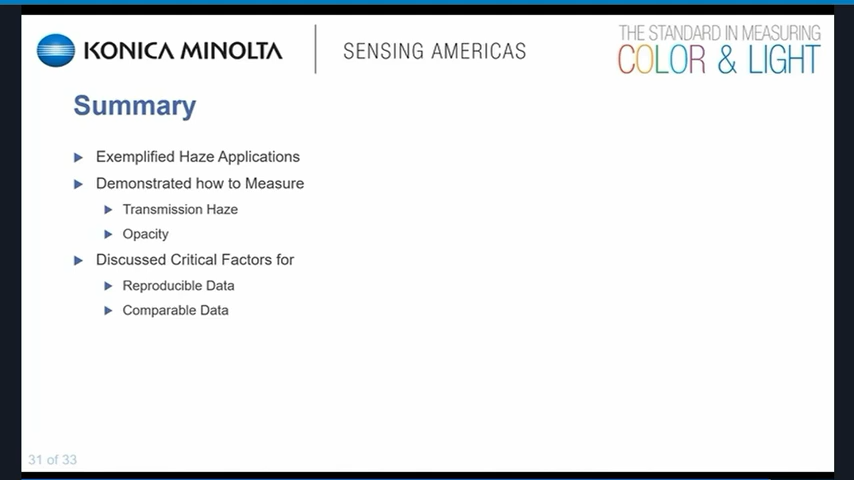 KONICA MINOLTA
SENSING AMERICAS
THE STANDARD IN MEASURING
COLOR & LIGHT
Summary
Exemplified Haze Applications
Demonstrated how to Measure
Transmission Haze
Opacity
Discussed Critical Factors for
Reproducible Data
Comparable Data
31 of 33